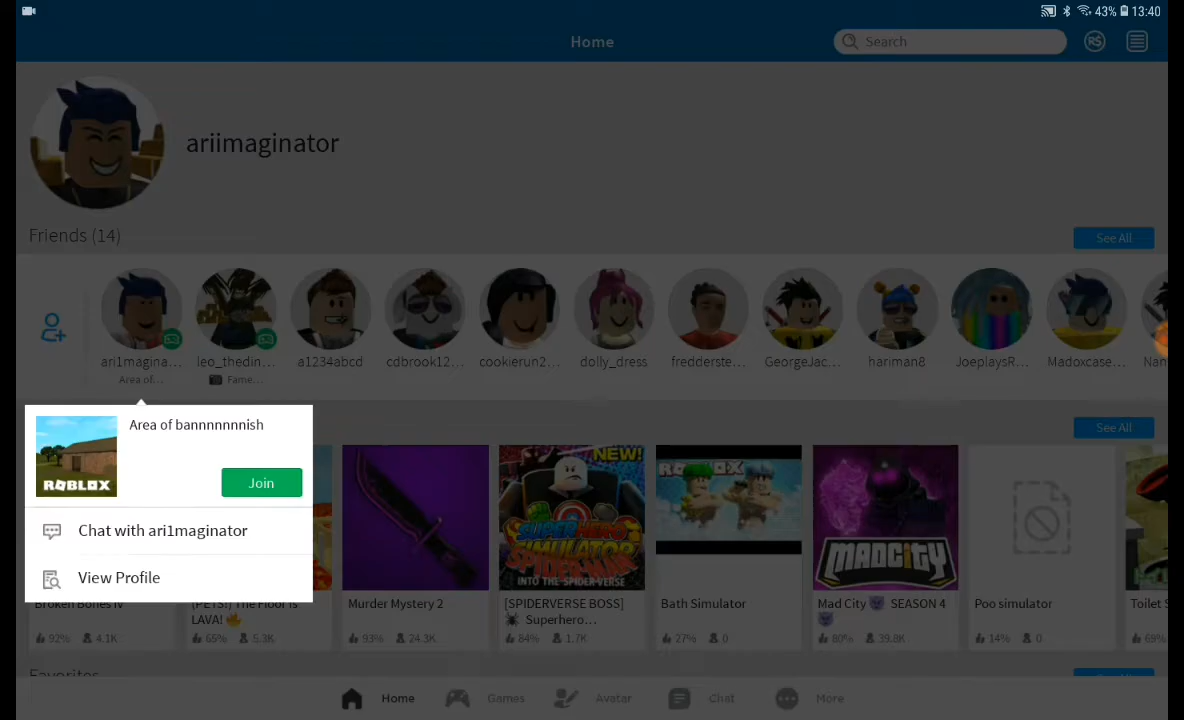 43% 13:40
Home
Search
R$
ariimaginator
Friends (14)
See All
ari1magina...
leo_thedin...
a1234abcd
cdbrook12...
cookierun2...
dolly_dress
fredderste...
GeorgeJac...
hariman8
JoeplaysR...
Madoxcase...
Nan
Area of...
Fame...
Area of bannnnnnnish
ROBLOX
Join
Chat with ari1maginator
View Profile
See All
NEW!
SUPERHERO
SIMULATOR
INTO THE SPIDER-VERSE
ROBLOX
MADCITY
Broken Bones IV
[PETS!] The Floor is
LAVA! 🔥
Murder Mystery 2
[SPIDERVERSE BOSS]
🕷 Superhero...
Bath Simulator
Mad City 😈 SEASON 4
😈
Poo simulator
Toilet S
92% 4.1K
65% 5.3K
93% 24.3K
84% 1.7K
27% 0
80% 39.8K
14% 0
69%
Favorites
Home
Games
Avatar
Chat
More